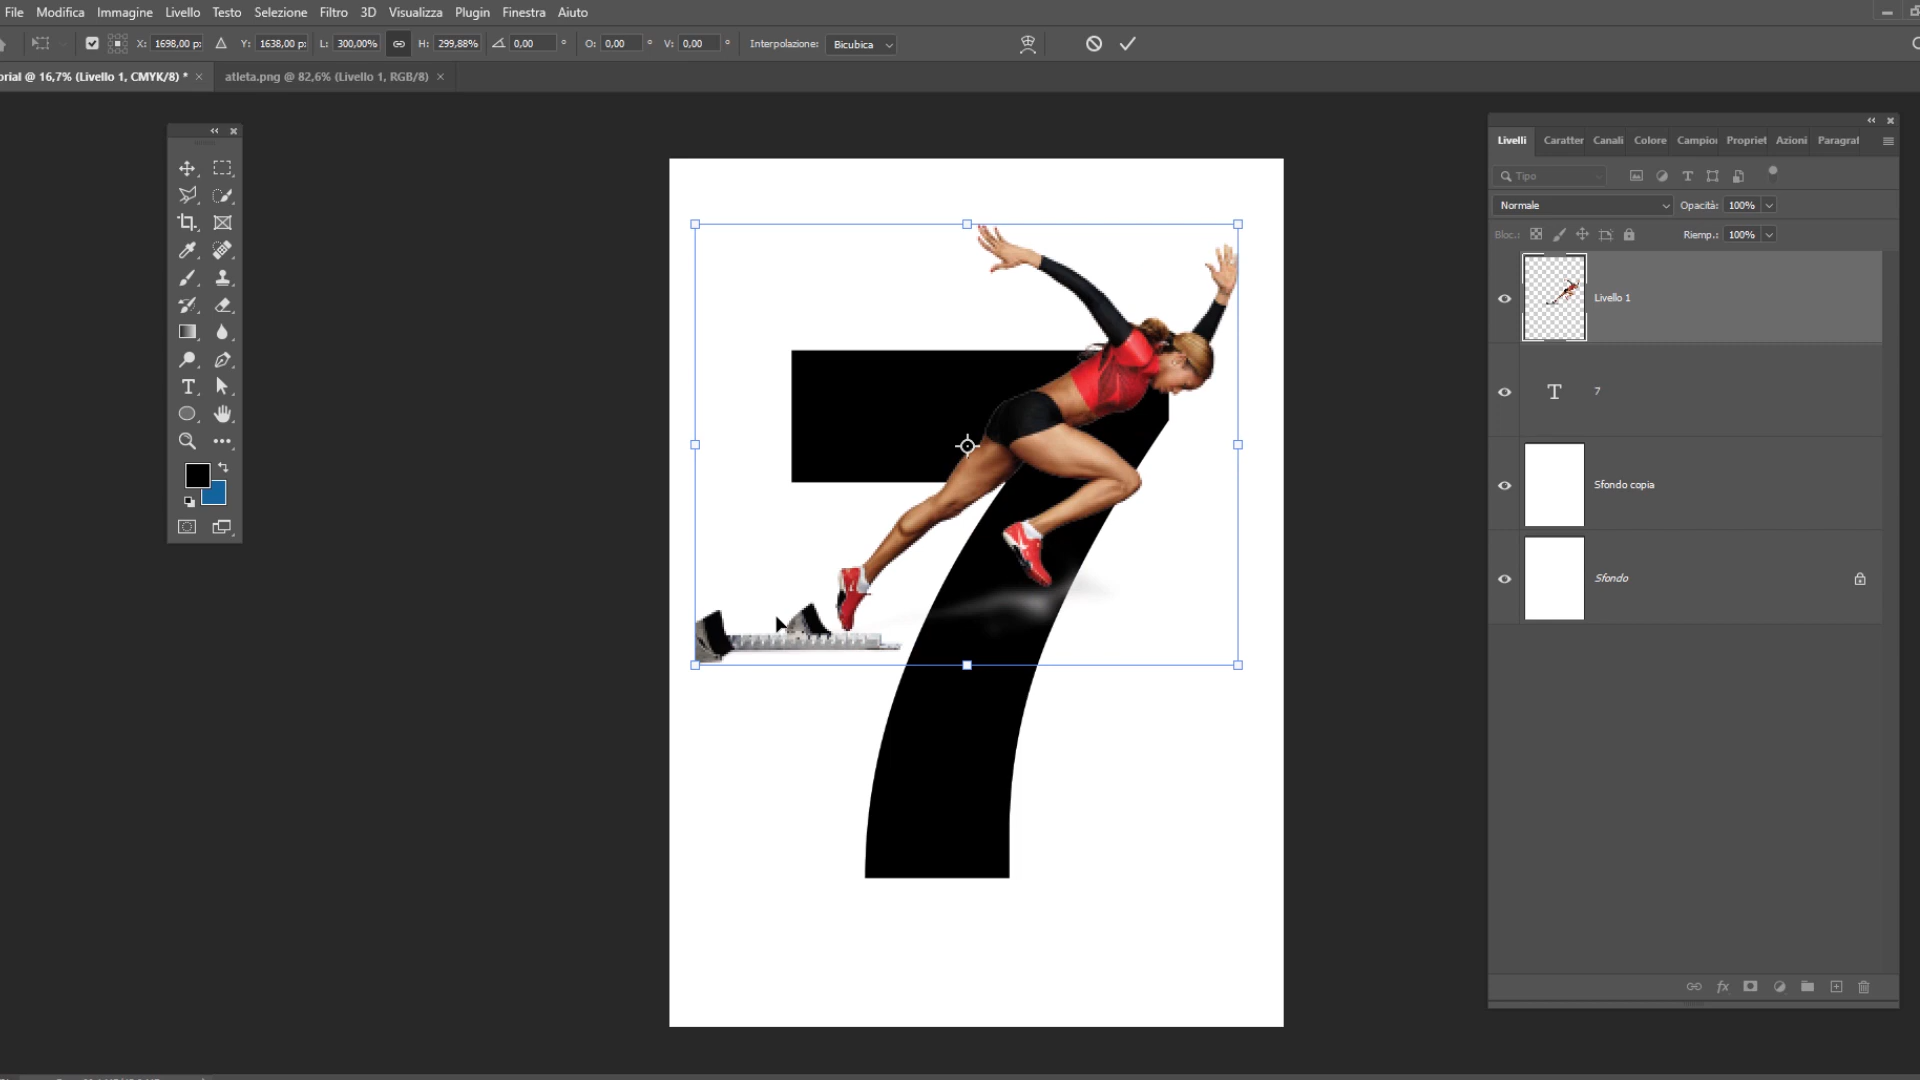 File Modifica Immagine Livello Testo Selezione Filtro 3D Visualizza Plugin Finestra Aiuto
X: 1698,00 p: Y: 1638,00 p: L: 300,00% H: 299,88% 0,00 ° O: 0,00 ° V: 0,00 ° Interpolazione: Bicubica
orial @ 16,7% (Livello 1, CMYK/8) * × atleta.png @ 82,6% (Livello 1, RGB/8) ×
Livelli Caratter Canali Colore Campioi Propriet Azioni Paragraf
Tipo
Normale Opacità: 100%
Bloc.: Riemp.: 100%
Livello 1
T 7
Sfondo copia
Sfondo
7